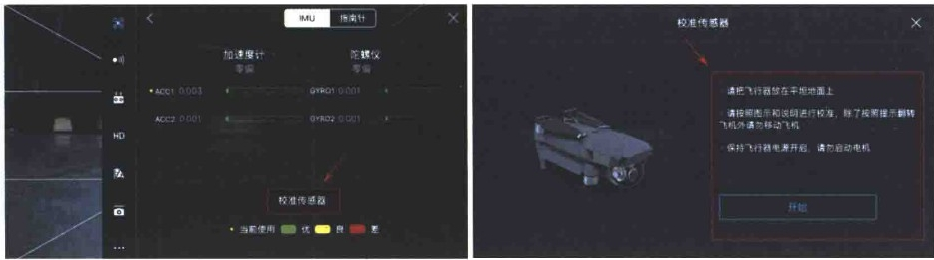 IMU
指南针
加速度计
陀螺仪
零偏
零偏
ACC1 0.003
GYRO1 0.001
ACC2 0.001
GYRO2 0.001
HD
校准传感器
当前使用 优 良 差
校准传感器
· 请把飞行器放在平坦地面上
· 请按照图示和说明进行校准，除了按照提示翻转
飞机外请勿移动飞机
· 保持飞行器电源开启，请勿启动电机
开始